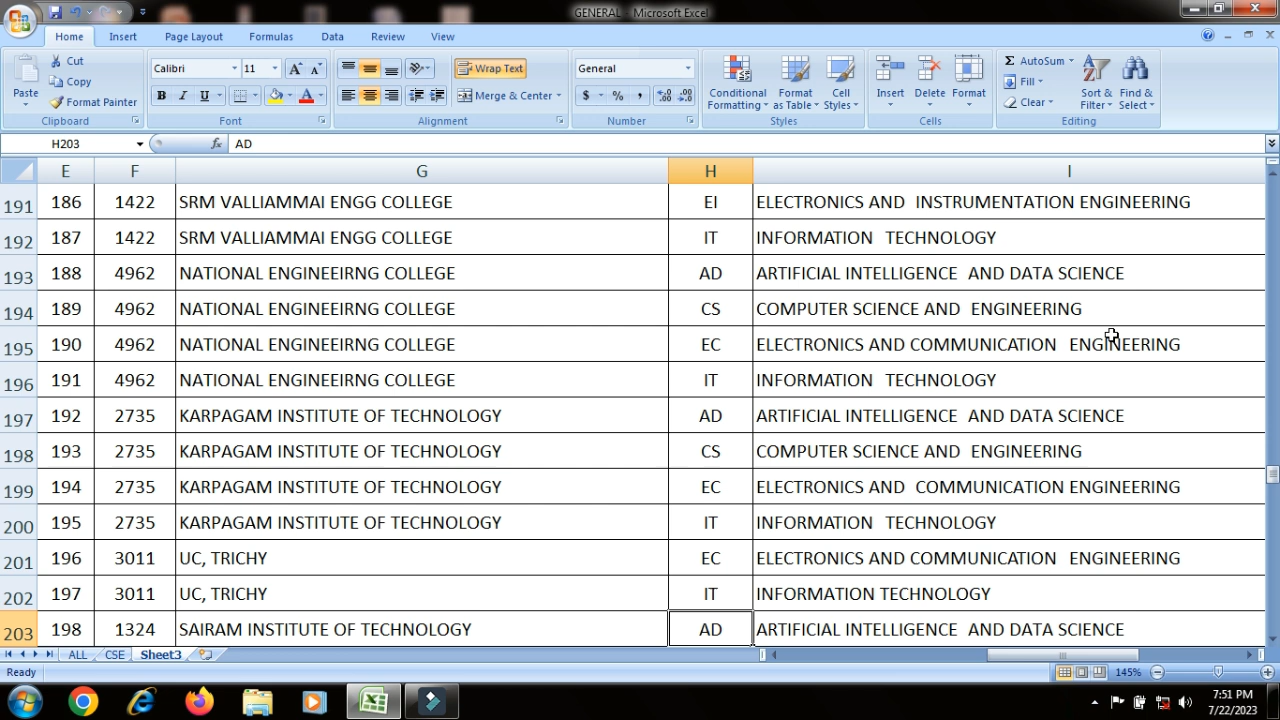 GENERAL - Microsoft Excel
Home Insert Page Layout Formulas Data Review View
Paste Cut Copy Format Painter Clipboard
Calibri 11 A A B I U A Font
Wrap Text Merge & Center Alignment
General $ % , .0 .00 .00 .0 Number
Conditional Formatting Format as Table Cell Styles Styles
Insert Delete Format Cells
Σ AutoSum Fill Clear Sort & Filter Find & Select Editing
H203 fx AD
E F G H I
191 186 1422 SRM VALLIAMMAI ENGG COLLEGE EI ELECTRONICS AND INSTRUMENTATION ENGINEERING
192 187 1422 SRM VALLIAMMAI ENGG COLLEGE IT INFORMATION TECHNOLOGY
193 188 4962 NATIONAL ENGINEEIRNG COLLEGE AD ARTIFICIAL INTELLIGENCE AND DATA SCIENCE
194 189 4962 NATIONAL ENGINEEIRNG COLLEGE CS COMPUTER SCIENCE AND ENGINEERING
195 190 4962 NATIONAL ENGINEEIRNG COLLEGE EC ELECTRONICS AND COMMUNICATION ENGINEERING
196 191 4962 NATIONAL ENGINEEIRNG COLLEGE IT INFORMATION TECHNOLOGY
197 192 2735 KARPAGAM INSTITUTE OF TECHNOLOGY AD ARTIFICIAL INTELLIGENCE AND DATA SCIENCE
198 193 2735 KARPAGAM INSTITUTE OF TECHNOLOGY CS COMPUTER SCIENCE AND ENGINEERING
199 194 2735 KARPAGAM INSTITUTE OF TECHNOLOGY EC ELECTRONICS AND COMMUNICATION ENGINEERING
200 195 2735 KARPAGAM INSTITUTE OF TECHNOLOGY IT INFORMATION TECHNOLOGY
201 196 3011 UC, TRICHY EC ELECTRONICS AND COMMUNICATION ENGINEERING
202 197 3011 UC, TRICHY IT INFORMATION TECHNOLOGY
203 198 1324 SAIRAM INSTITUTE OF TECHNOLOGY AD ARTIFICIAL INTELLIGENCE AND DATA SCIENCE
ALL CSE Sheet3
Ready 145%
7:51 PM
7/22/2023